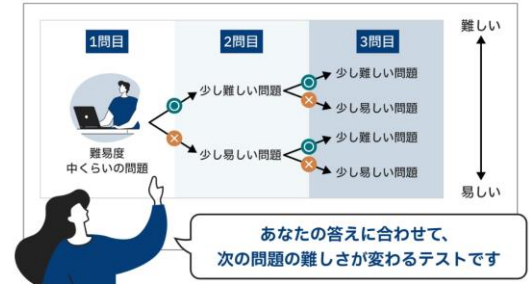 1問目
2問目
3問目
難しい
少し難しい問題
少し難しい問題
少し易しい問題
難易度
中くらいの問題
少し易しい問題
少し難しい問題
少し易しい問題
易しい
あなたの答えに合わせて、
次の問題の難しさが変わるテストです